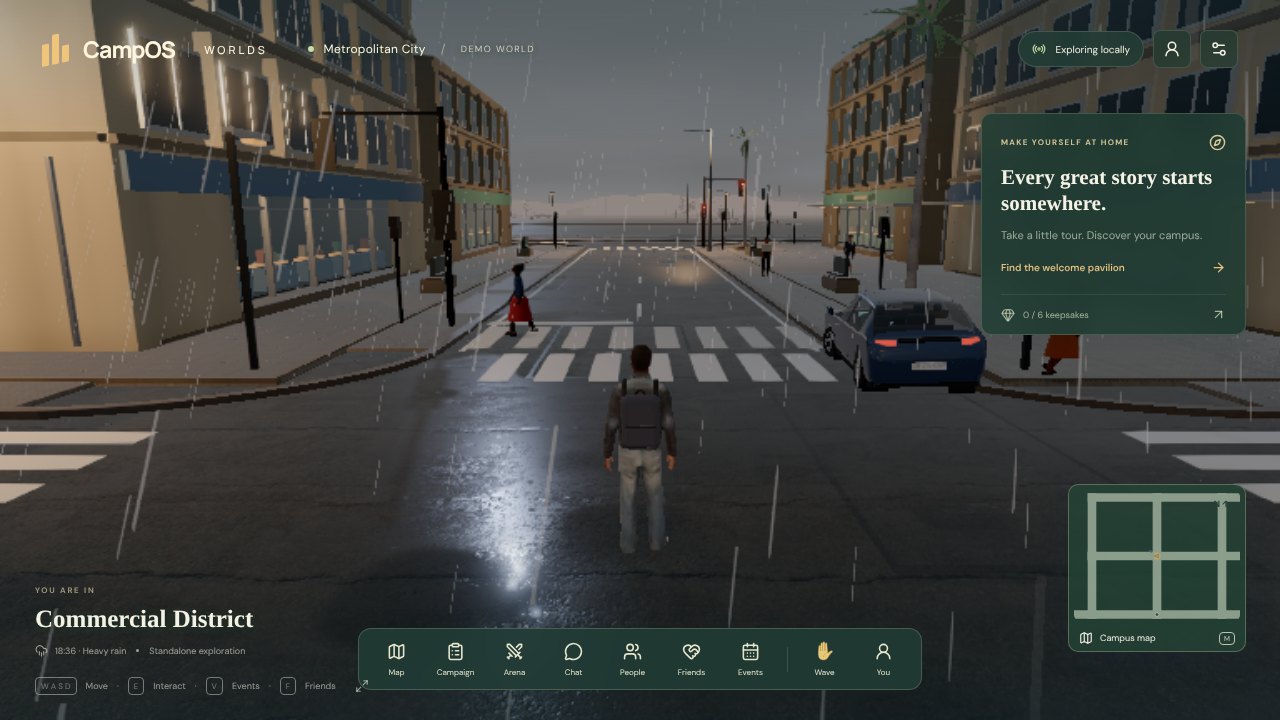 CampOS
WORLDS
Metropolitan City / DEMO WORLD
Exploring locally
MAKE YOURSELF AT HOME
Every great story starts
somewhere.
Take a little tour. Discover your campus.
Find the welcome pavilion
0 / 6 keepsakes
Campus map M
YOU ARE IN
Commercial District
18:36 · Heavy rain • Standalone exploration
WASD Move · E Interact · V Events · F Friends
Map Campaign Arena Chat People Friends Events Wave You